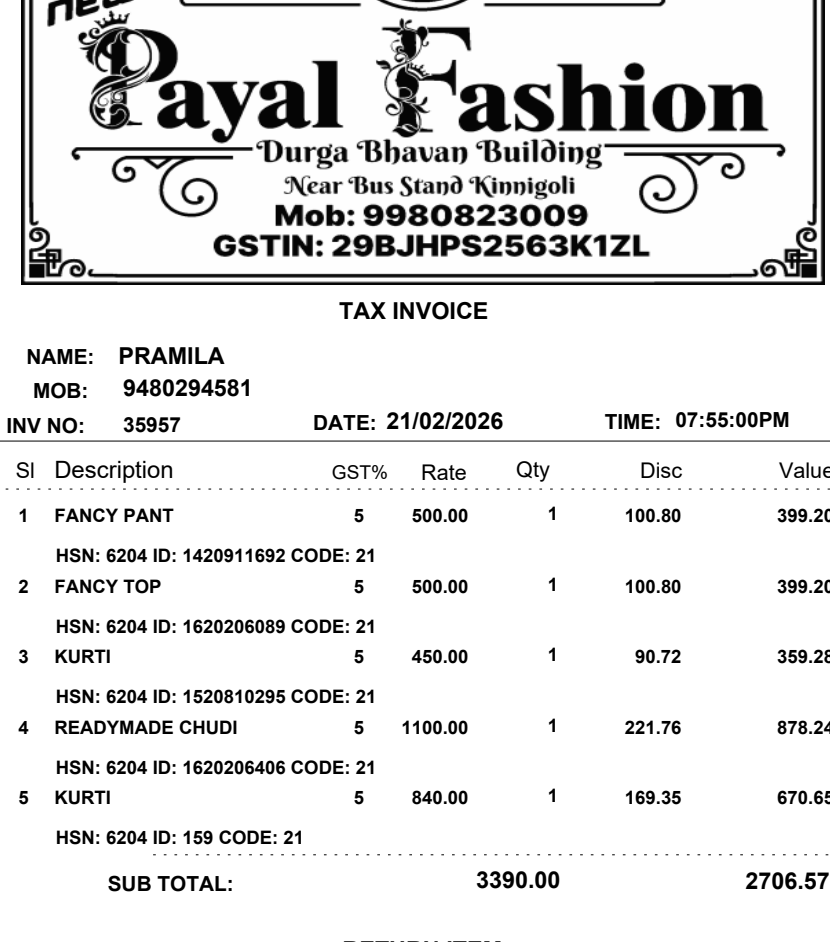 new
Payal Fashion
Durga Bhavan Building
Near Bus Stand Kinnigoli
Mob: 9980823009
GSTIN: 29BJHPS2563K1ZL
TAX INVOICE
NAME: PRAMILA
MOB: 9480294581
INV NO: 35957 DATE: 21/02/2026 TIME: 07:55:00PM
Sl Description GST% Rate Qty Disc Value
1 FANCY PANT 5 500.00 1 100.80 399.20
HSN: 6204 ID: 1420911692 CODE: 21
2 FANCY TOP 5 500.00 1 100.80 399.20
HSN: 6204 ID: 1620206089 CODE: 21
3 KURTI 5 450.00 1 90.72 359.28
HSN: 6204 ID: 1520810295 CODE: 21
4 READYMADE CHUDI 5 1100.00 1 221.76 878.24
HSN: 6204 ID: 1620206406 CODE: 21
5 KURTI 5 840.00 1 169.35 670.65
HSN: 6204 ID: 159 CODE: 21
SUB TOTAL: 3390.00 2706.57